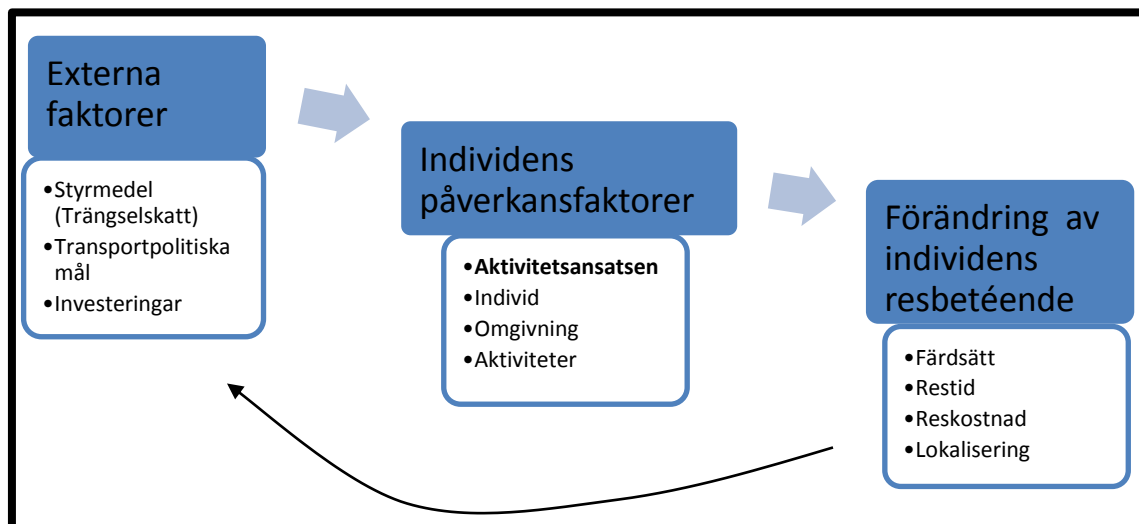 Externa
faktorer
•Styrmedel
(Trängselskatt)
•Transportpolitiska
mål
•Investeringar
Individens
påverkansfaktorer
•Aktivitetsansatsen
•Individ
•Omgivning
•Aktiviteter
Förändring av
individens
resbetéende
•Färdsätt
•Restid
•Reskostnad
•Lokalisering